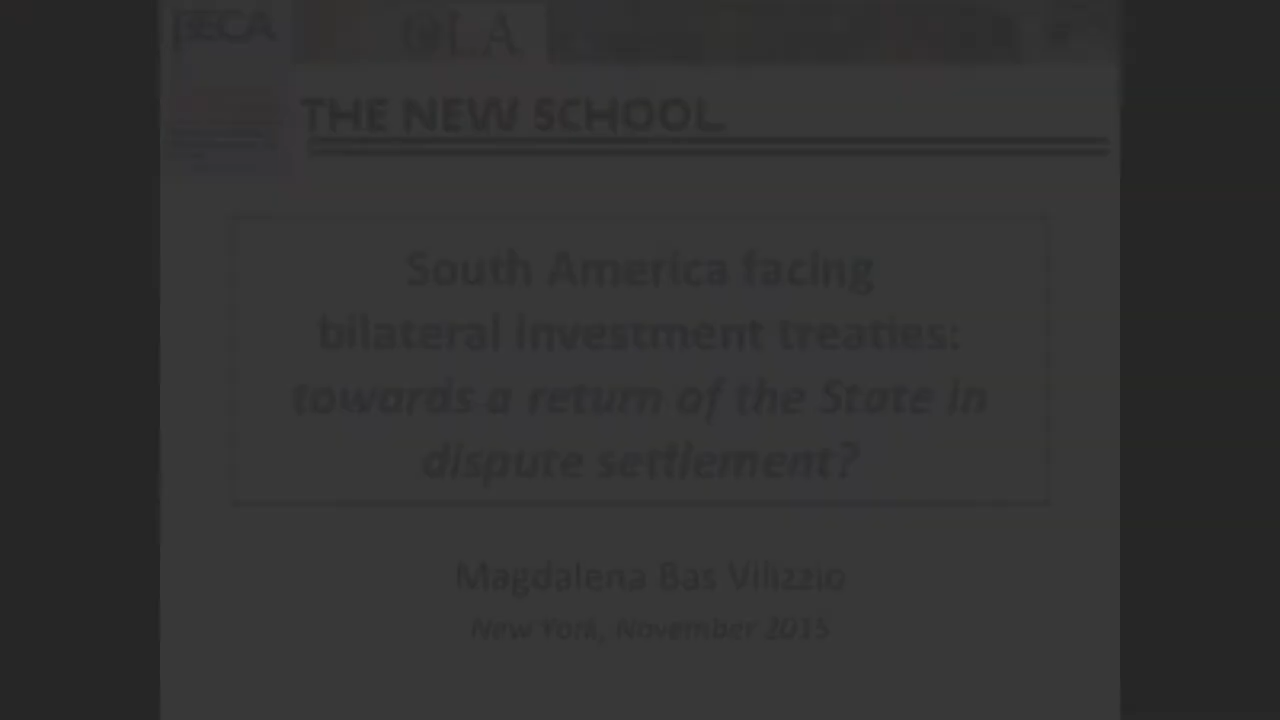 OLA
THE NEW SCHOOL
South America facing
bilateral investment treaties:
towards a return of the State in
dispute settlement?
Magdalena Bas Vilizzio
New York, November 2015